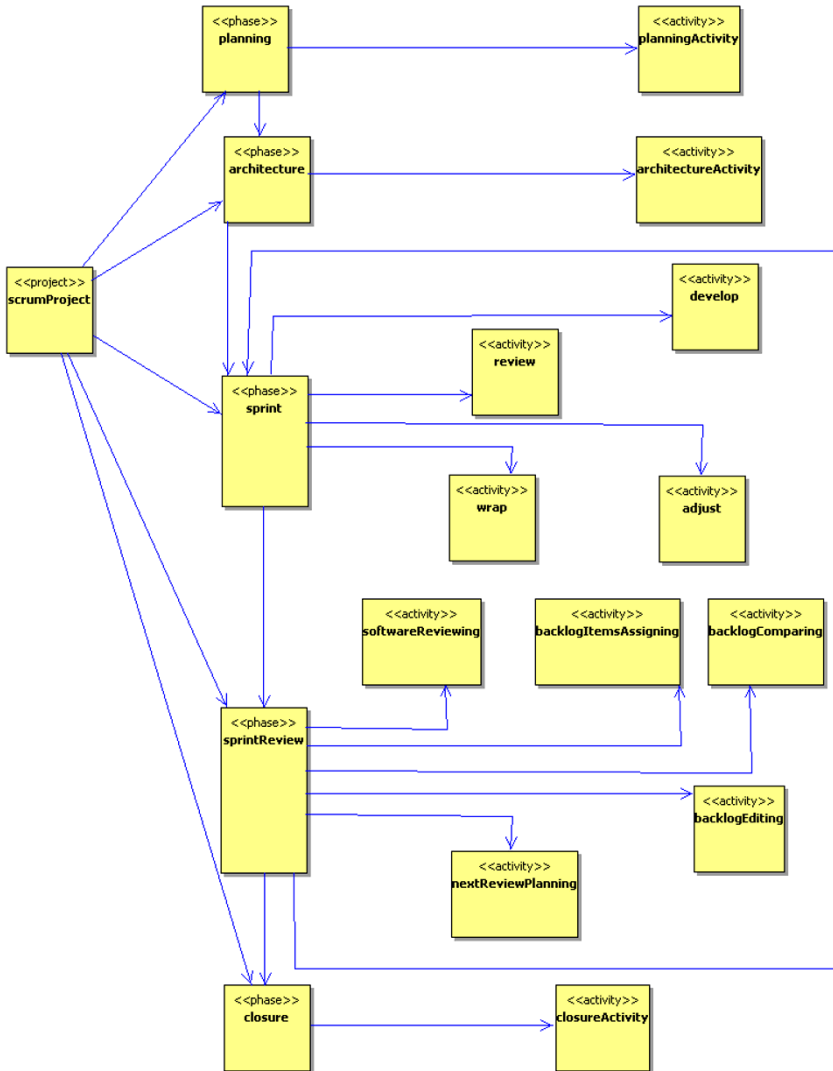 <<phase>>
planning
<<activity>>
planningActivity
<<phase>>
architecture
<<activity>>
architectureActivity
<<project>>
scrumProject
<<activity>>
develop
<<activity>>
review
<<phase>>
sprint
<<activity>>
wrap
<<activity>>
adjust
<<activity>>
softwareReviewing
<<activity>>
backlogItemsAssigning
<<activity>>
backlogComparing
<<phase>>
sprintReview
<<activity>>
backlogEditing
<<activity>>
nextReviewPlanning
<<phase>>
closure
<<activity>>
closureActivity